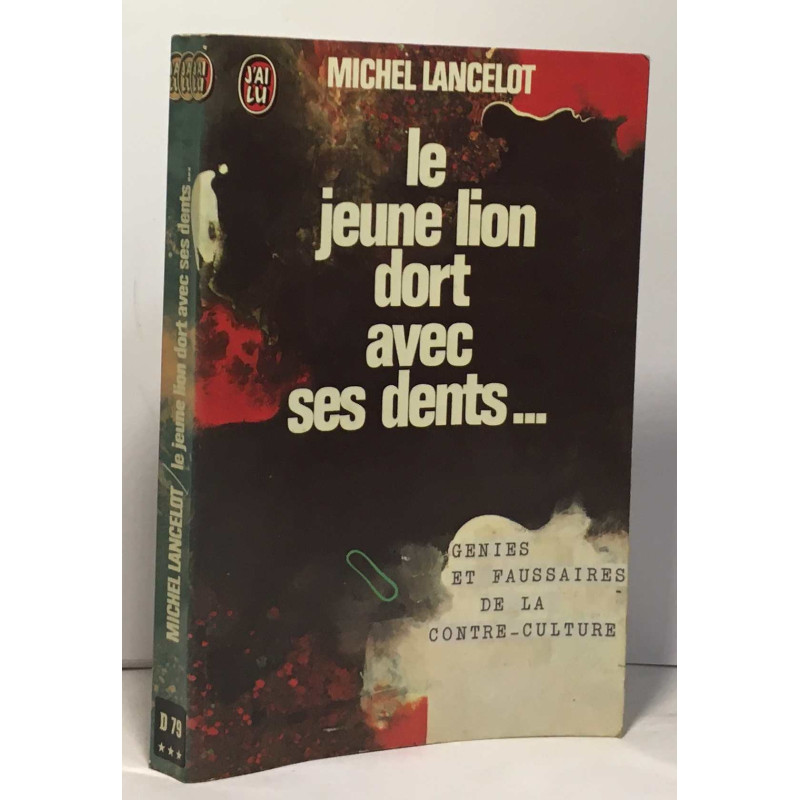 MICHEL LANCELOT
J'AI
LU
le
jeune lion
dort
avec
ses dents...
GENIES
ET FAUSSAIRES
DE LA
CONTRE-CULTURE
MICHEL LANCELOT / le jeune lion dort avec ses dents...
D 79
***